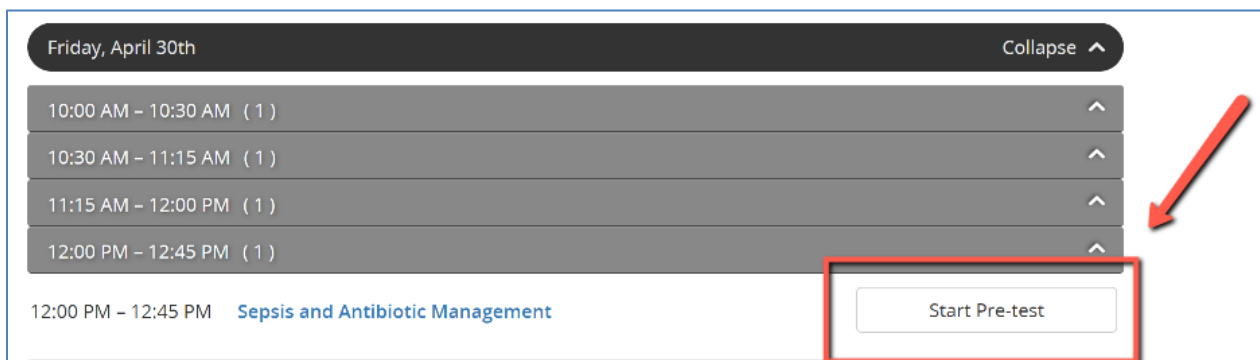 Friday, April 30th Collapse
10:00 AM – 10:30 AM ( 1 )
10:30 AM – 11:15 AM ( 1 )
11:15 AM – 12:00 PM ( 1 )
12:00 PM – 12:45 PM ( 1 )
12:00 PM – 12:45 PM Sepsis and Antibiotic Management Start Pre-test